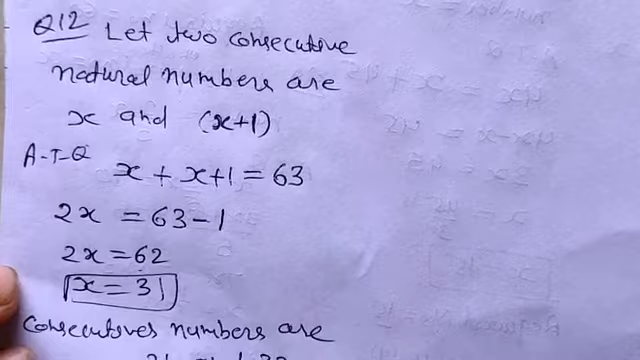 Q12 Let two consecutive
natural numbers are
x and (x+1)
A-T-Q x + x+1 = 63
2x = 63-1
2x = 62
x = 31
Consecutives numbers are